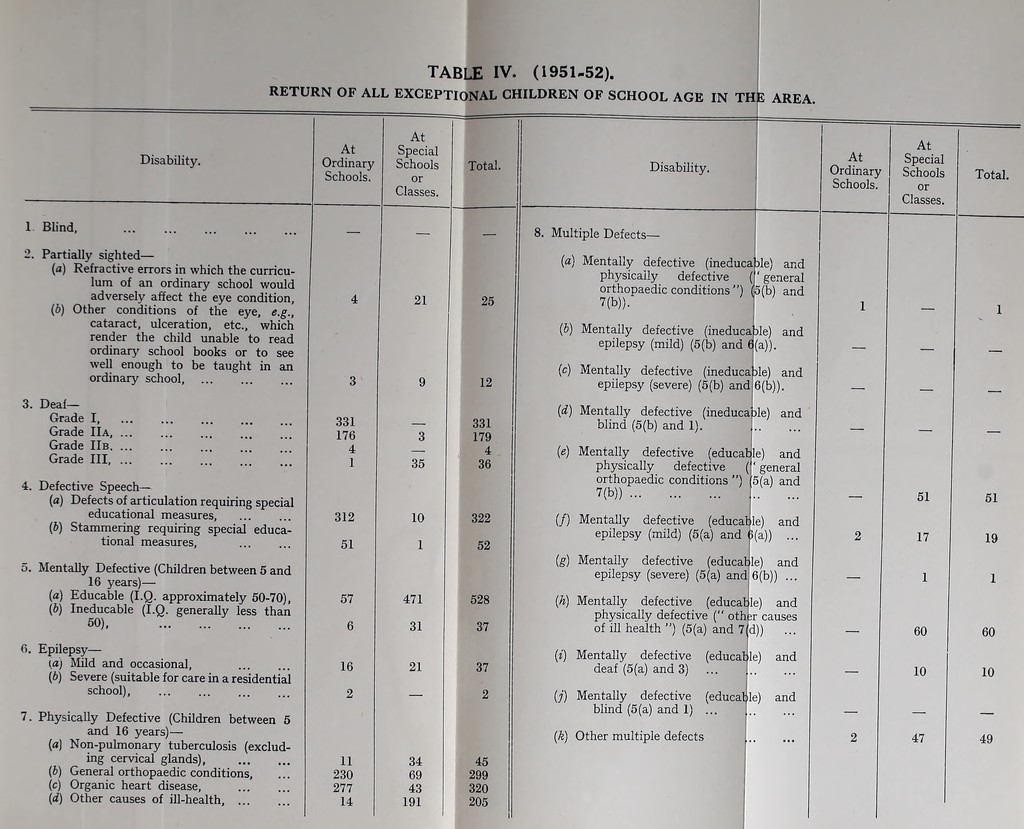 TABLE IV. (1951-52).
RETURN OF ALL EXCEPTIONAL CHILDREN OF SCHOOL AGE IN THE AREA.
Disability. At Ordinary Schools. At Special Schools or Classes. Total.
1 Blind, ... ... ... ... ... — — —
2. Partially sighted—
(a) Refractive errors in which the curricu-
lum of an ordinary school would
adversely affect the eye condition, 4 21 25
(b) Other conditions of the eye, e.g.,
cataract, ulceration, etc., which
render the child unable to read
ordinary school books or to see
well enough to be taught in an
ordinary school, ... ... ... 3 9 12
3. Deaf—
Grade I, ... ... ... ... ... 331 — 331
Grade IIA, ... ... ... ... ... 176 3 179
Grade IIB. ... ... ... ... ... 4 — 4
Grade III, ... ... ... ... ... 1 35 36
4. Defective Speech—
(a) Defects of articulation requiring special
educational measures, ... ... 312 10 322
(b) Stammering requiring special educa-
tional measures, ... ... 51 1 52
5. Mentally Defective (Children between 5 and
16 years)—
(a) Educable (I.Q. approximately 50-70), 57 471 528
(b) Ineducable (I.Q. generally less than
50), ... ... ... ... 6 31 37
6. Epilepsy—
(a) Mild and occasional, ... ... 16 21 37
(b) Severe (suitable for care in a residential
school), ... ... ... ... 2 — 2
7. Physically Defective (Children between 5
and 16 years)—
(a) Non-pulmonary tuberculosis (exclud-
ing cervical glands), ... ... 11 34 45
(b) General orthopaedic conditions, ... 230 69 299
(c) Organic heart disease, ... ... 277 43 320
(d) Other causes of ill-health, ... ... 14 191 205
Disability. At Ordinary Schools. At Special Schools or Classes. Total.
8. Multiple Defects—
(a) Mentally defective (ineducable) and
physically defective (" general
orthopaedic conditions ") (5(b) and
7(b)). 1 — 1
(b) Mentally defective (ineducable) and
epilepsy (mild) (5(b) and 6(a)). — — —
(c) Mentally defective (ineducable) and
epilepsy (severe) (5(b) and 6(b)). — — —
(d) Mentally defective (ineducable) and
blind (5(b) and 1). ... ... — — —
(e) Mentally defective (educable) and
physically defective (" general
orthopaedic conditions ") (5(a) and
7(b)) ... ... ... ... ... — 51 51
(f) Mentally defective (educable) and
epilepsy (mild) (5(a) and 6(a)) ... 2 17 19
(g) Mentally defective (educable) and
epilepsy (severe) (5(a) and 6(b)) ... — 1 1
(h) Mentally defective (educable) and
physically defective (" other causes
of ill health ") (5(a) and 7(d)) ... — 60 60
(i) Mentally defective (educable) and
deaf (5(a) and 3) ... ... ... — 10 10
(j) Mentally defective (educable) and
blind (5(a) and 1) ... ... ... — — —
(k) Other multiple defects ... ... 2 47 49